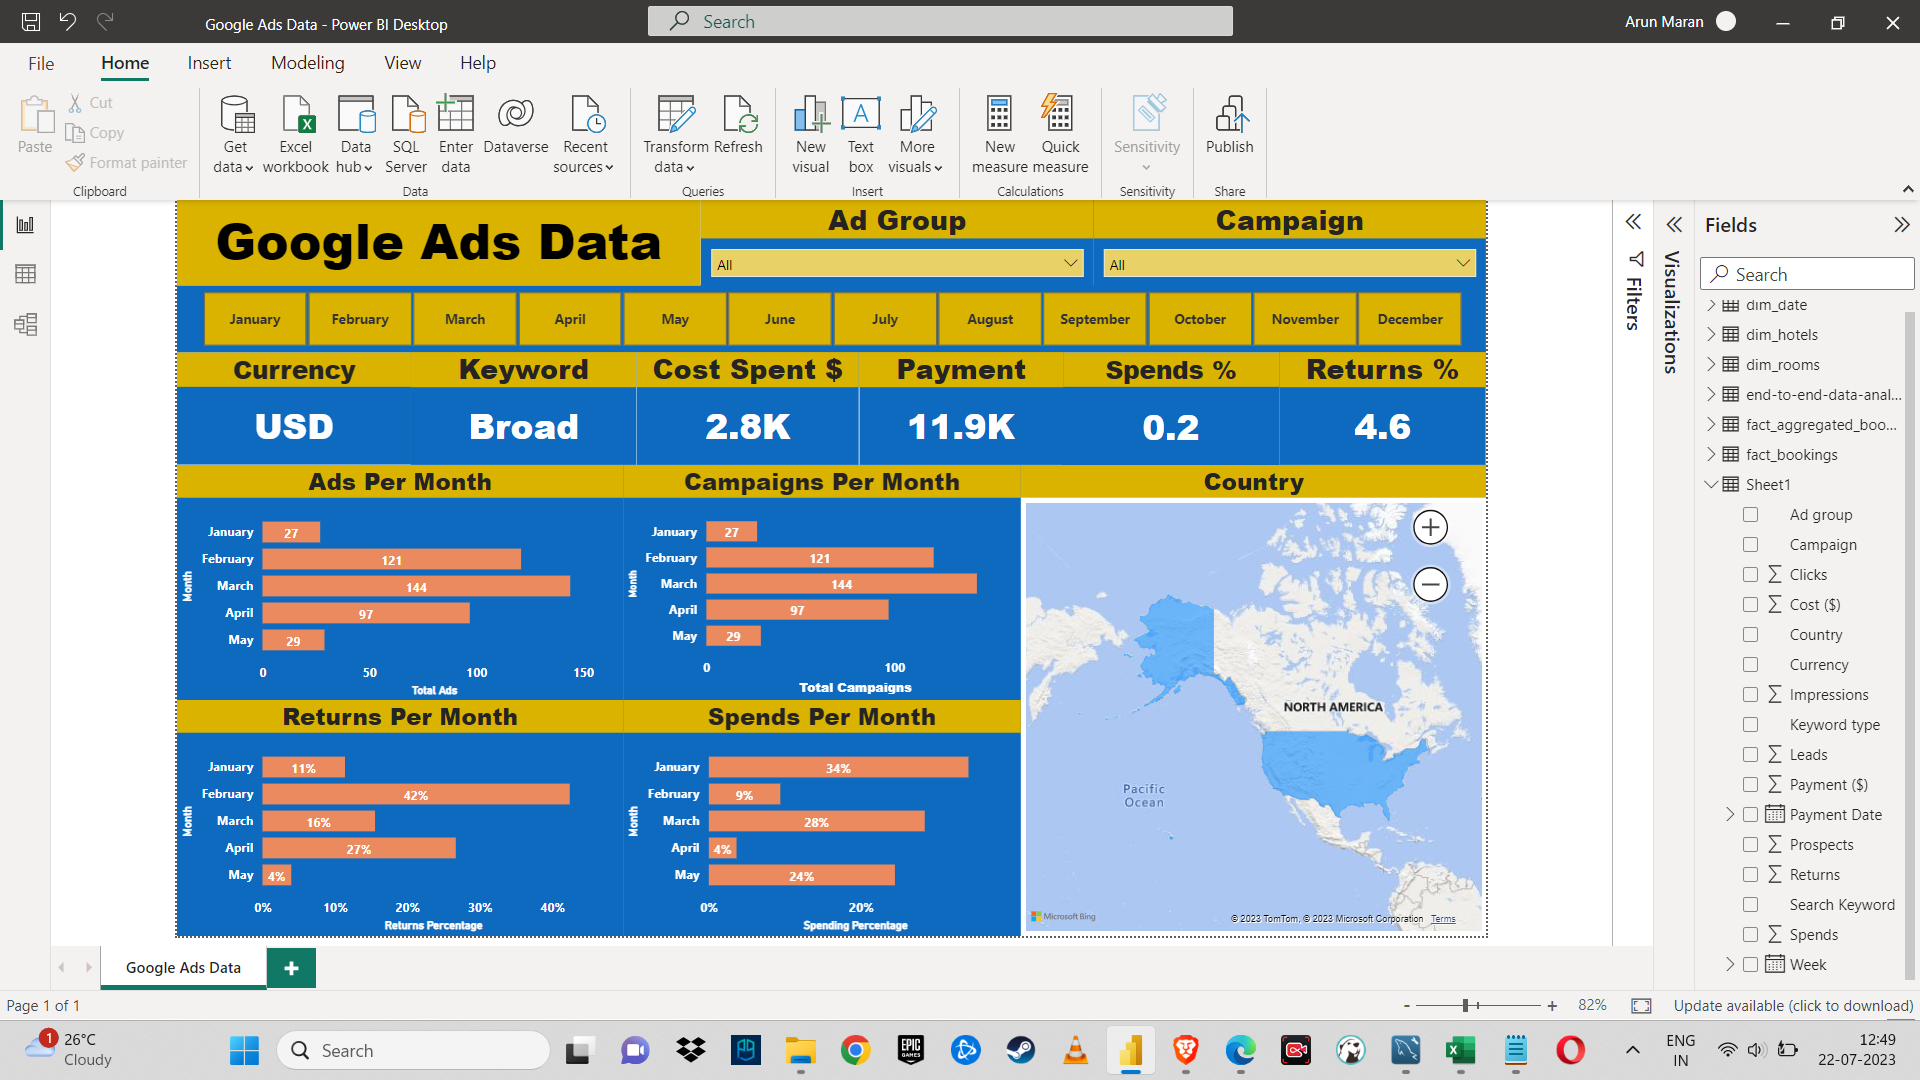 Google Ads Data - Power BI Desktop
Search
Arun Maran
File
Home
Insert
Modeling
View
Help
Paste
Cut
Copy
Format painter
Clipboard
Get data
Excel workbook
Data hub
SQL Server
Enter data
Dataverse
Recent sources
Data
Transform data
Refresh
Queries
New visual
Text box
More visuals
Insert
New measure
Quick measure
Calculations
Sensitivity
Sensitivity
Publish
Share
Google Ads Data
Ad Group
All
Campaign
All
January
February
March
April
May
June
July
August
September
October
November
December
Currency
Keyword
Cost Spent $
Payment
Spends %
Returns %
USD
Broad
2.8K
11.9K
0.2
4.6
Ads Per Month
Month
January 27
February 121
March 144
April 97
May 29
0 50 100 150
Total Ads
Campaigns Per Month
Month
January 27
February 121
March 144
April 97
May 29
0 100
Total Campaigns
Country
NORTH AMERICA
Pacific
Ocean
Microsoft Bing
© 2023 TomTom, © 2023 Microsoft Corporation Terms
Returns Per Month
Month
January 11%
February 42%
March 16%
April 27%
May 4%
0% 10% 20% 30% 40%
Returns Percentage
Spends Per Month
Month
January 34%
February 9%
March 28%
April 4%
May 24%
0% 20%
Spending Percentage
Filters
Visualizations
Fields
Search
dim_date
dim_hotels
dim_rooms
end-to-end-data-anal...
fact_aggregated_boo...
fact_bookings
Sheet1
Ad group
Campaign
Clicks
Cost ($)
Country
Currency
Impressions
Keyword type
Leads
Payment ($)
Payment Date
Prospects
Returns
Search Keyword
Spends
Week
Google Ads Data
Page 1 of 1
- + 82%
Update available (click to download)
1
26°C
Cloudy
Search
EPIC GAMES
ENG
IN
12:49
22-07-2023